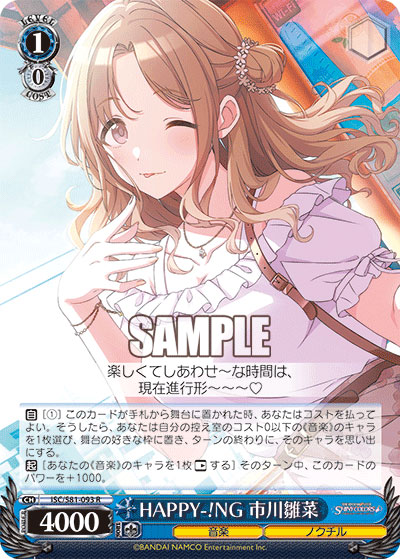 LEVEL
1
0
COST
Wi-Fi
SAMPLE
楽しくてしあわせ〜な時間は、
現在進行形〜〜〜♡
自 [①] このカードが手札から舞台に置かれた時、あなたはコストを払って
よい。そうしたら、あなたは自分の控え室のコスト0以下の《音楽》のキャラ
を1枚選び、舞台の好きな枠に置き、ターンの終わりに、そのキャラを思い出
にする。
起 [あなたの《音楽》のキャラを1枚 する] そのターン中、このカードの
パワーを+1000。
CH
ISC/S81-093 R
POWER
4000
HAPPY-!NG 市川雛菜
SHINYCOLORS
音楽
ノクチル
©BANDAI NAMCO Entertainment Inc.